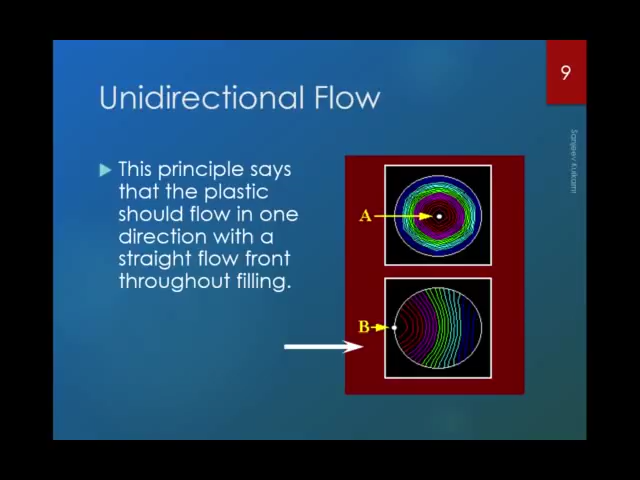 9
Unidirectional Flow
This principle says
that the plastic
should flow in one
direction with a
straight flow front
throughout filling.
A
B
Sanjeev Kulkarni